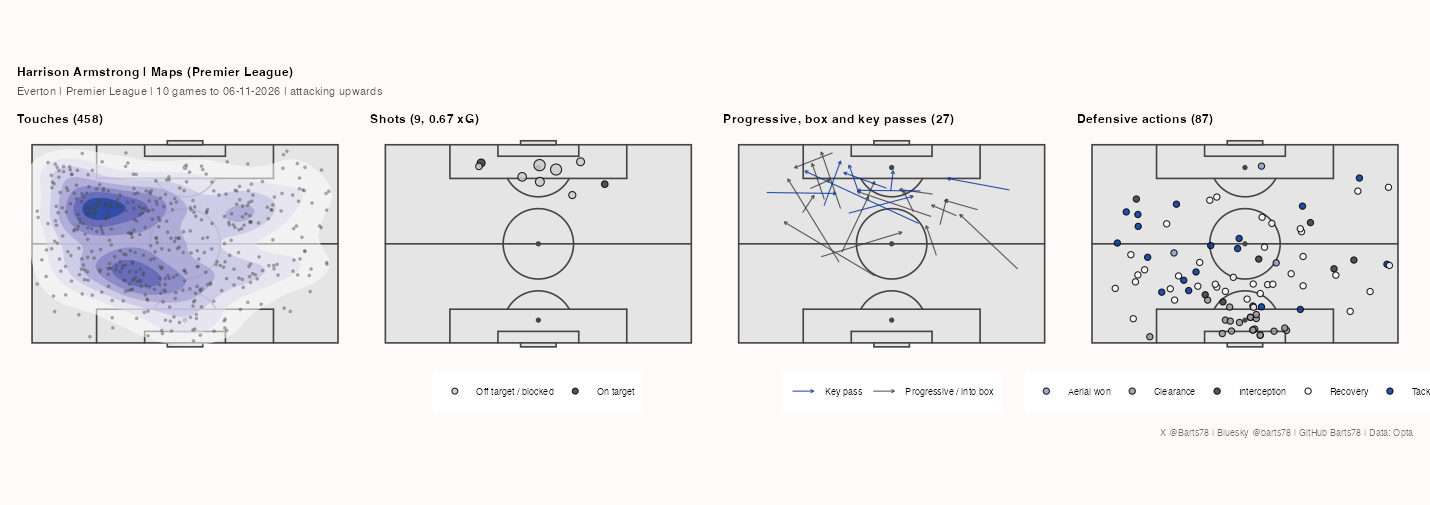 Harrison Armstrong | Maps (Premier League)
Everton | Premier League | 10 games to 06-11-2026 | attacking upwards
Touches (458)
Shots (9, 0.67 xG)
Progressive, box and key passes (27)
Defensive actions (87)
Off target / blocked
On target
Key pass
Progressive / into box
Aerial won
Clearance
Interception
Recovery
Tack
X @Barts78 | Bluesky @barts78 | GitHub Barts78 | Data: Opta